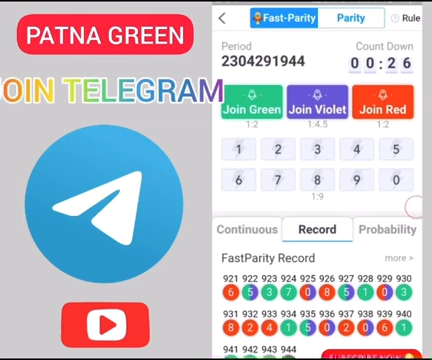 PATNA GREEN
JOIN TELEGRAM
Fast-Parity
Parity
Rule
Period
Count Down
2304291944
00:26
Join Green
Join Violet
Join Red
1:2
1:4.5
1:2
1 2 3 4 5
6 7 8 9 0
1:9
Continuous
Record
Probability
FastParity Record
more >
921 922 923 924 925 926 927 928 929 930
6 5 3 7 0 8 5 1 0 3
931 932 933 934 935 936 937 938 939 940
8 2 4 1 5 0 2 0 6 1
941 942 943 944
SUBSCRIBE NOW